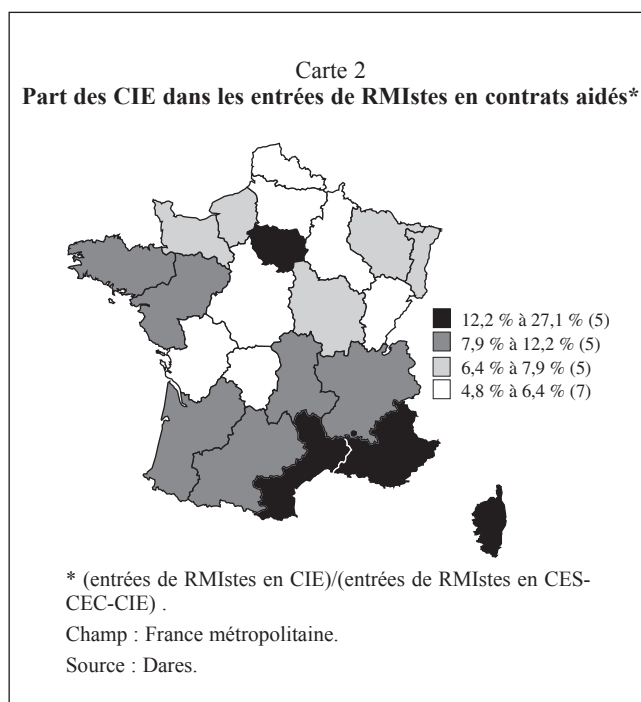 Carte 2
Part des CIE dans les entrées de RMIstes en contrats aidés*
12,2 % à 27,1 % (5)
7,9 % à 12,2 % (5)
6,4 % à 7,9 % (5)
4,8 % à 6,4 % (7)
* (entrées de RMIstes en CIE)/(entrées de RMIstes en CES-
CEC-CIE) .
Champ : France métropolitaine.
Source : Dares.